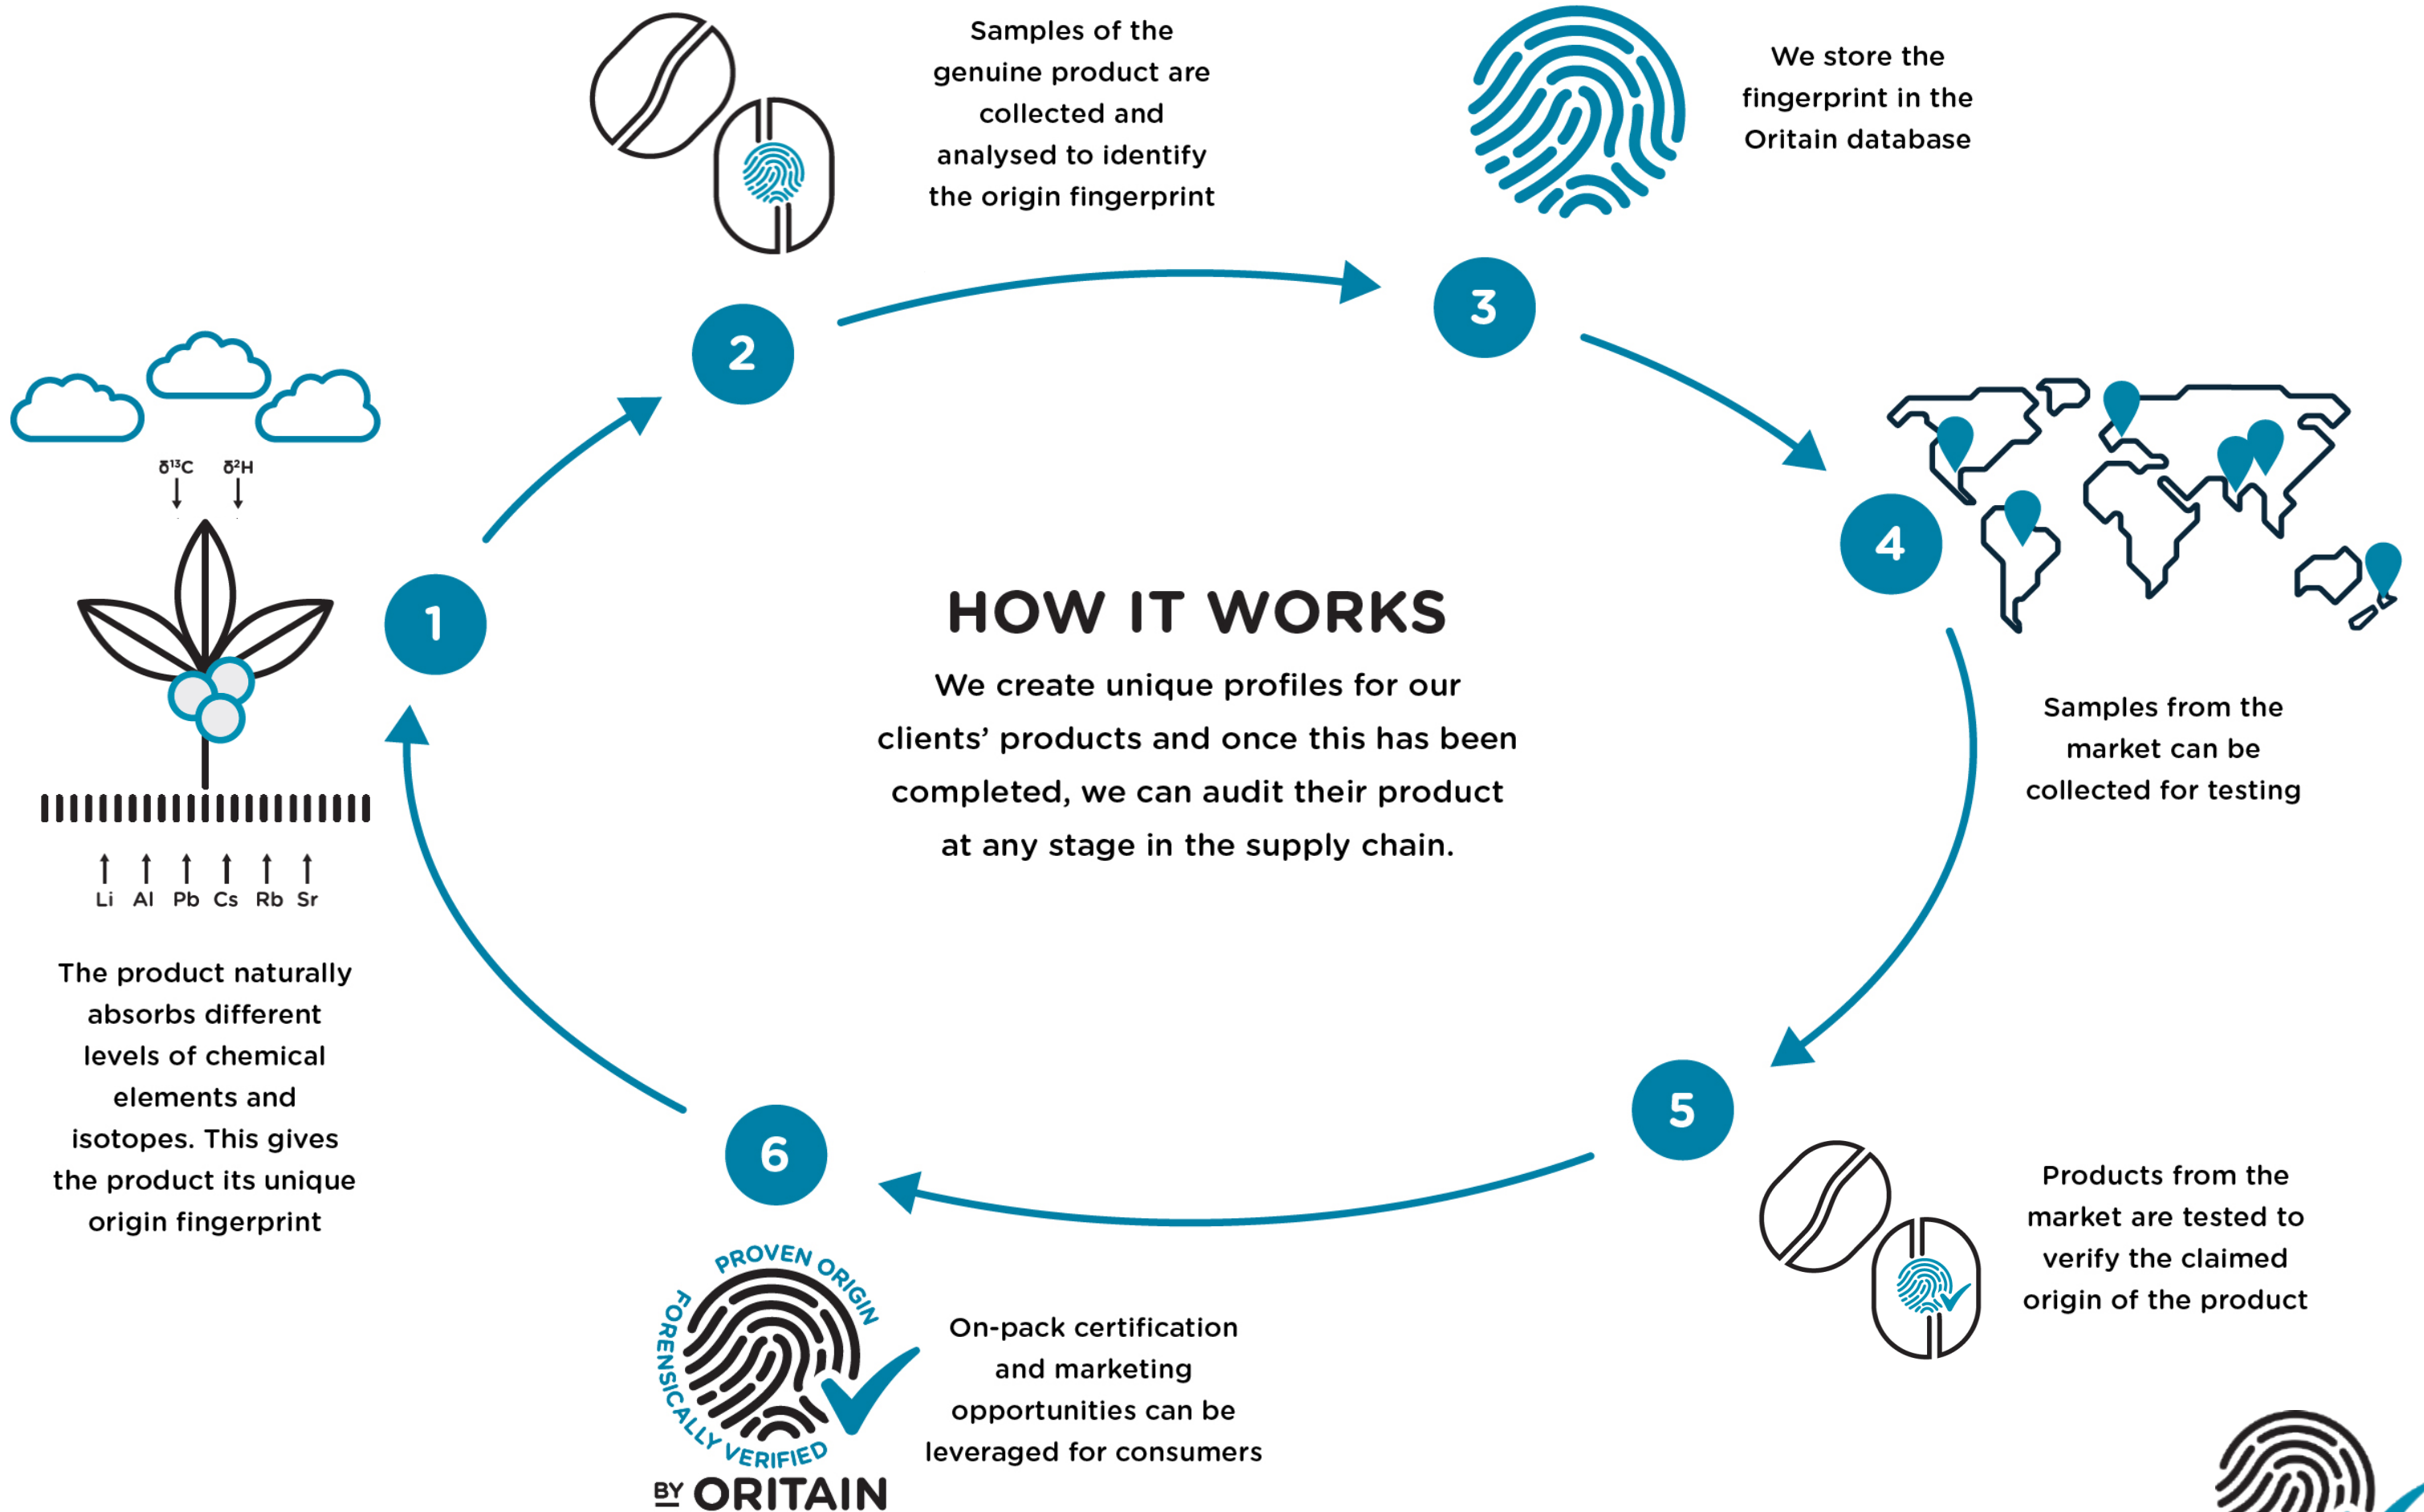 HOW IT WORKS
We create unique profiles for our
clients’ products and once this has been
completed, we can audit their product
at any stage in the supply chain.
1
δ¹³C δ²H
Li Al Pb Cs Rb Sr
The product naturally
absorbs different
levels of chemical
elements and
isotopes. This gives
the product its unique
origin fingerprint
2
Samples of the
genuine product are
collected and
analysed to identify
the origin fingerprint
3
We store the
fingerprint in the
Oritain database
4
Samples from the
market can be
collected for testing
5
Products from the
market are tested to
verify the claimed
origin of the product
6
PROVEN ORIGIN
FORENSICALLY VERIFIED
BY ORITAIN
On-pack certification
and marketing
opportunities can be
leveraged for consumers